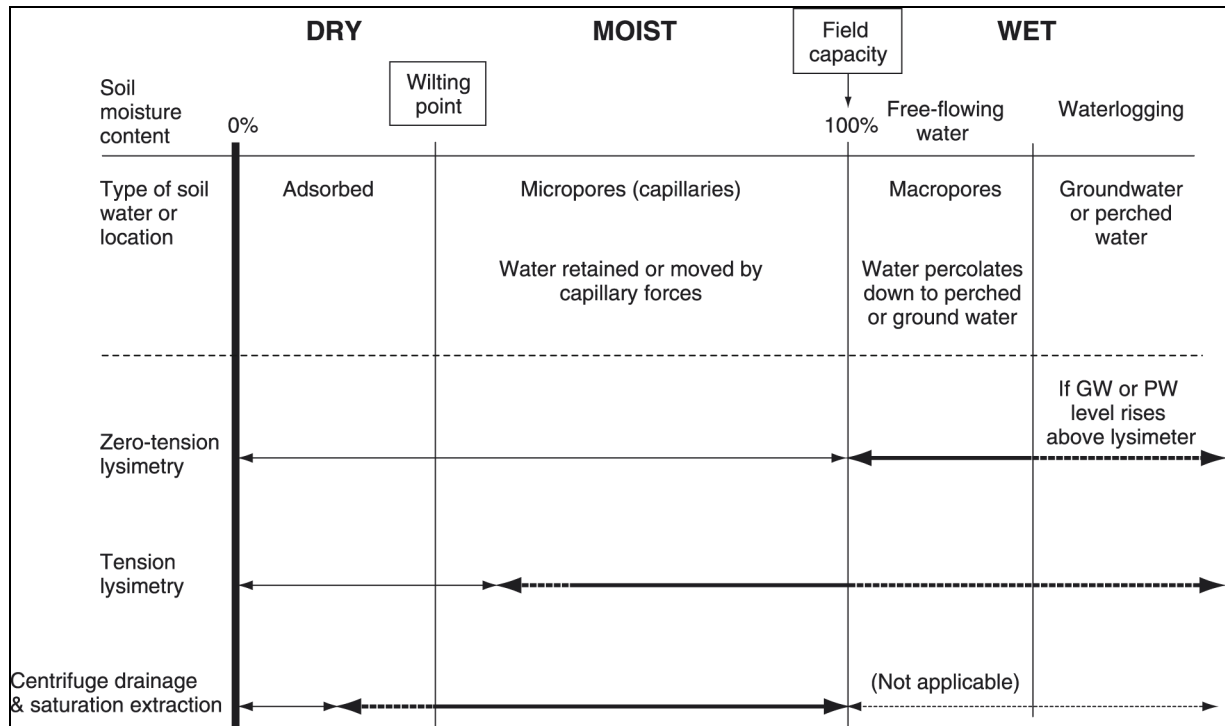 DRY
MOIST
WET
Field
capacity
Wilting
point
Soil
moisture
content
0%
100%
Free-flowing
water
Waterlogging
Type of soil
water or
location
Adsorbed
Micropores (capillaries)
Macropores
Groundwater
or perched
water
Water retained or moved by
capillary forces
Water percolates
down to perched
or ground water
Zero-tension
lysimetry
If GW or PW
level rises
above lysimeter
Tension
lysimetry
Centrifuge drainage
& saturation extraction
(Not applicable)